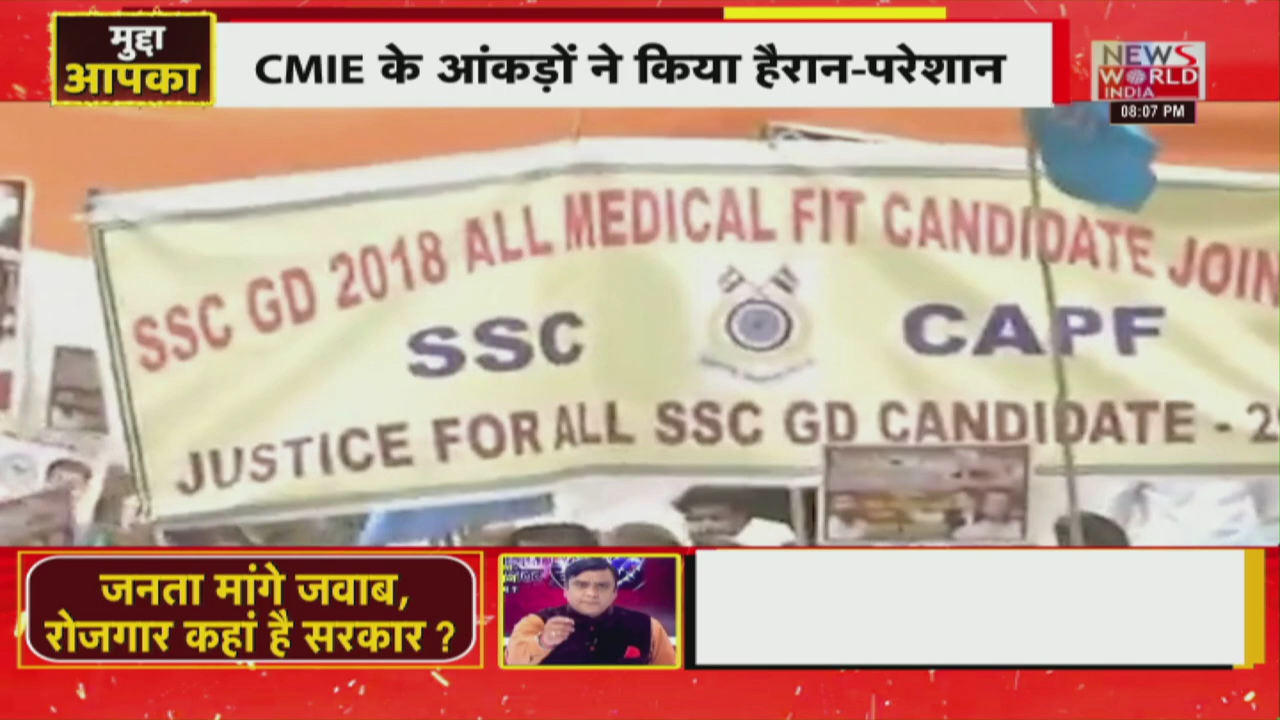 मुद्दा
आपका
CMIE के आंकड़ों ने किया हैरान-परेशान
NEWS
WORLD
INDIA
08:07 PM
SSC GD 2018 ALL MEDICAL FIT CANDIDATE JOIN
SSC CAPF
JUSTICE FOR ALL SSC GD CANDIDATE - 2
जनता मांगे जवाब,
रोजगार कहां है सरकार ?